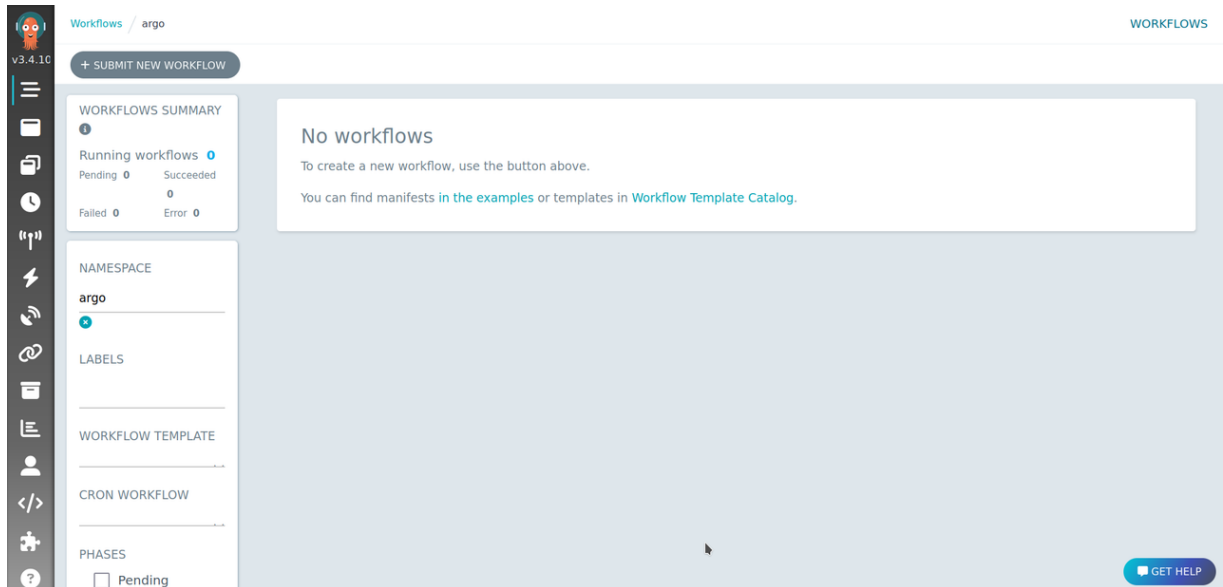 Workflows / argo
WORKFLOWS
v3.4.10
+ SUBMIT NEW WORKFLOW
WORKFLOWS SUMMARY
Running workflows 0
Pending 0 Succeeded 0
Failed 0 Error 0
No workflows
To create a new workflow, use the button above.
You can find manifests in the examples or templates in Workflow Template Catalog.
NAMESPACE
argo
LABELS
WORKFLOW TEMPLATE
CRON WORKFLOW
PHASES
Pending
GET HELP